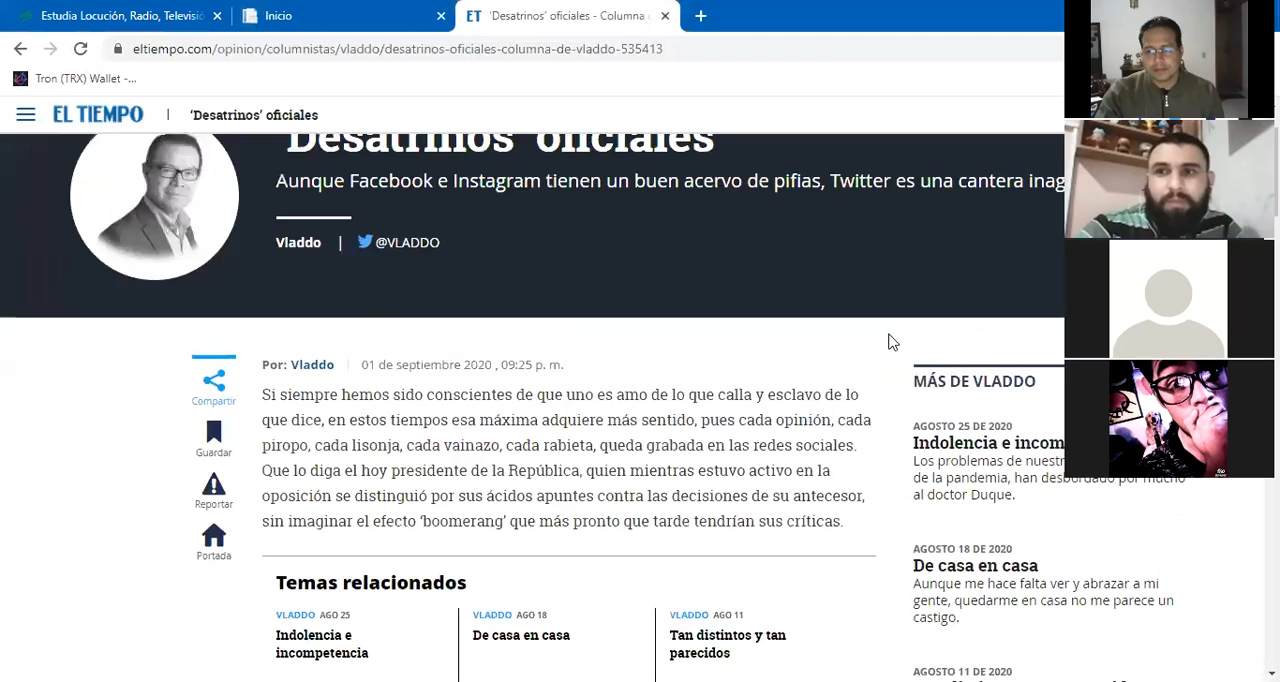 Estudia Locución, Radio, Televisió
Inicio
ET 'Desatrinos' oficiales - Columna
eltiempo.com/opinion/columnistas/vladdo/desatrinos-oficiales-columna-de-vladdo-535413
Tron (TRX) Wallet -...
EL TIEMPO | 'Desatrinos' oficiales
'Desatrinos' oficiales
Aunque Facebook e Instagram tienen un buen acervo de pifias, Twitter es una cantera inag
Vladdo | @VLADDO
Por: Vladdo | 01 de septiembre 2020 , 09:25 p. m.
Compartir
Guardar
Reportar
Portada
Si siempre hemos sido conscientes de que uno es amo de lo que calla y esclavo de lo
que dice, en estos tiempos esa máxima adquiere más sentido, pues cada opinión, cada
piropo, cada lisonja, cada vainazo, cada rabieta, queda grabada en las redes sociales.
Que lo diga el hoy presidente de la República, quien mientras estuvo activo en la
oposición se distinguió por sus ácidos apuntes contra las decisiones de su antecesor,
sin imaginar el efecto 'boomerang' que más pronto que tarde tendrían sus críticas.
Temas relacionados
VLADDO AGO 25
Indolencia e
incompetencia
VLADDO AGO 18
De casa en casa
VLADDO AGO 11
Tan distintos y tan
parecidos
MÁS DE VLADDO
AGOSTO 25 DE 2020
Indolencia e incom
Los problemas de nuestr
de la pandemia, han desbordado por mucho
al doctor Duque.
AGOSTO 18 DE 2020
De casa en casa
Aunque me hace falta ver y abrazar a mi
gente, quedarme en casa no me parece un
castigo.
AGOSTO 11 DE 2020